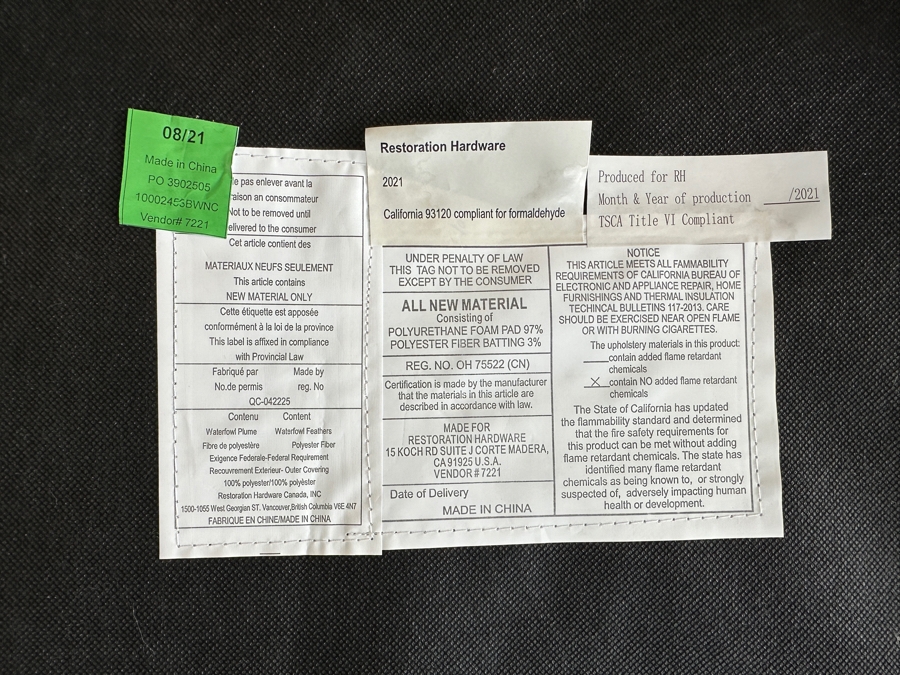 08/21
Made in China
PO 3902505
BWNC
Vendor# 7221
e pas enlever avant la
raison an consommateur
Not to be removed until
elivered to the consumer
Cet article contient des
MATERIAUX NEUFS SEULEMENT
This article contains
NEW MATERIAL ONLY
Cette étiquette est apposée
conformément à la loi de la province
This label is affixed in compliance
with Provincial Law
Fabriqué par Made by
No.de permis reg. No
QC-042225
Contenu Content
Waterfowl Plume Waterfowl Feathers
Fibre de polyestére Polyester Fiber
Exigence Federale-Federal Requirement
Recouvrement Exterieur- Outer Covering
100% polyester/100% polyèster
Restoration Hardware Canada, INC
1500-1055 West Georgian ST. Vancouver,British Columbia V6E 4N7
FABRIQUE EN CHINE/MADE IN CHINA
Restoration Hardware
2021
California 93120 compliant for formaldehyde
UNDER PENALTY OF LAW
THIS TAG NOT TO BE REMOVED
EXCEPT BY THE CONSUMER
ALL NEW MATERIAL
Consisting of
POLYURETHANE FOAM PAD 97%
POLYESTER FIBER BATTING 3%
REG. NO. OH 75522 (CN)
Certification is made by the manufacturer
that the materials in this article are
described in accordance with law.
MADE FOR
RESTORATION HARDWARE
15 KOCH RD SUITE J CORTE MADERA,
CA 91925 U.S.A.
VENDOR # 7221
Date of Delivery
MADE IN CHINA
Produced for RH
Month & Year of production ____/2021
TSCA Title VI Compliant
NOTICE
THIS ARTICLE MEETS ALL FAMMABILITY
REQUIREMENTS OF CALIFORNIA BUREAU OF
ELECTRONIC AND APPLIANCE REPAIR, HOME
FURNISHINGS AND THERMAL INSULATION
TECHINCAL BULLETINS 117-2013. CARE
SHOULD BE EXERCISED NEAR OPEN FLAME
OR WITH BURNING CIGARETTES.
The upholstery materials in this product:
____contain added flame retardant
chemicals
__X__contain NO added flame retardant
chemicals
The State of California has updated
the flammability standard and determined
that the fire safety requirements for
this product can be met without adding
flame retardant chemicals. The state has
identified many flame retardant
chemicals as being known to, or strongly
suspected of, adversely impacting human
health or development.